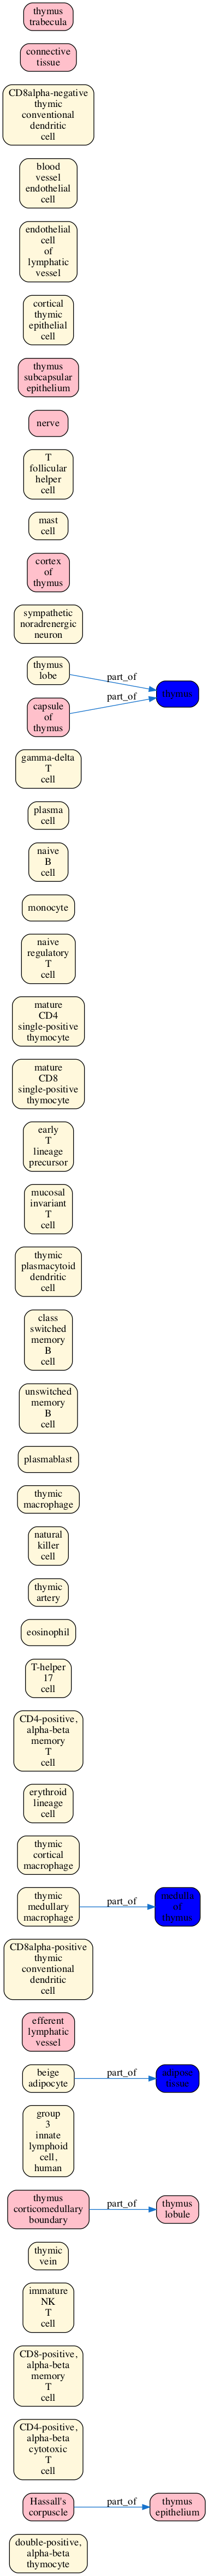 thymus
trabecula
connective
tissue
CD8alpha-negative
thymic
conventional
dendritic
cell
blood
vessel
endothelial
cell
endothelial
cell
of
lymphatic
vessel
cortical
thymic
epithelial
cell
thymus
subcapsular
epithelium
nerve
T
follicular
helper
cell
mast
cell
cortex
of
thymus
sympathetic
noradrenergic
neuron
thymus
lobe
part_of
thymus
capsule
of
thymus
part_of
gamma-delta
T
cell
plasma
cell
naive
B
cell
monocyte
naive
regulatory
T
cell
mature
CD4
single-positive
thymocyte
mature
CD8
single-positive
thymocyte
early
T
lineage
precursor
mucosal
invariant
T
cell
thymic
plasmacytoid
dendritic
cell
class
switched
memory
B
cell
unswitched
memory
B
cell
plasmablast
thymic
macrophage
natural
killer
cell
thymic
artery
eosinophil
T-helper
17
cell
CD4-positive,
alpha-beta
memory
T
cell
erythroid
lineage
cell
thymic
cortical
macrophage
thymic
medullary
macrophage
part_of
medulla
of
thymus
CD8alpha-positive
thymic
conventional
dendritic
cell
efferent
lymphatic
vessel
beige
adipocyte
part_of
adipose
tissue
group
3
innate
lymphoid
cell,
human
thymus
corticomedullary
boundary
part_of
thymus
lobule
thymic
vein
immature
NK
T
cell
CD8-positive,
alpha-beta
memory
T
cell
CD4-positive,
alpha-beta
cytotoxic
T
cell
Hassall's
corpuscle
part_of
thymus
epithelium
double-positive,
alpha-beta
thymocyte